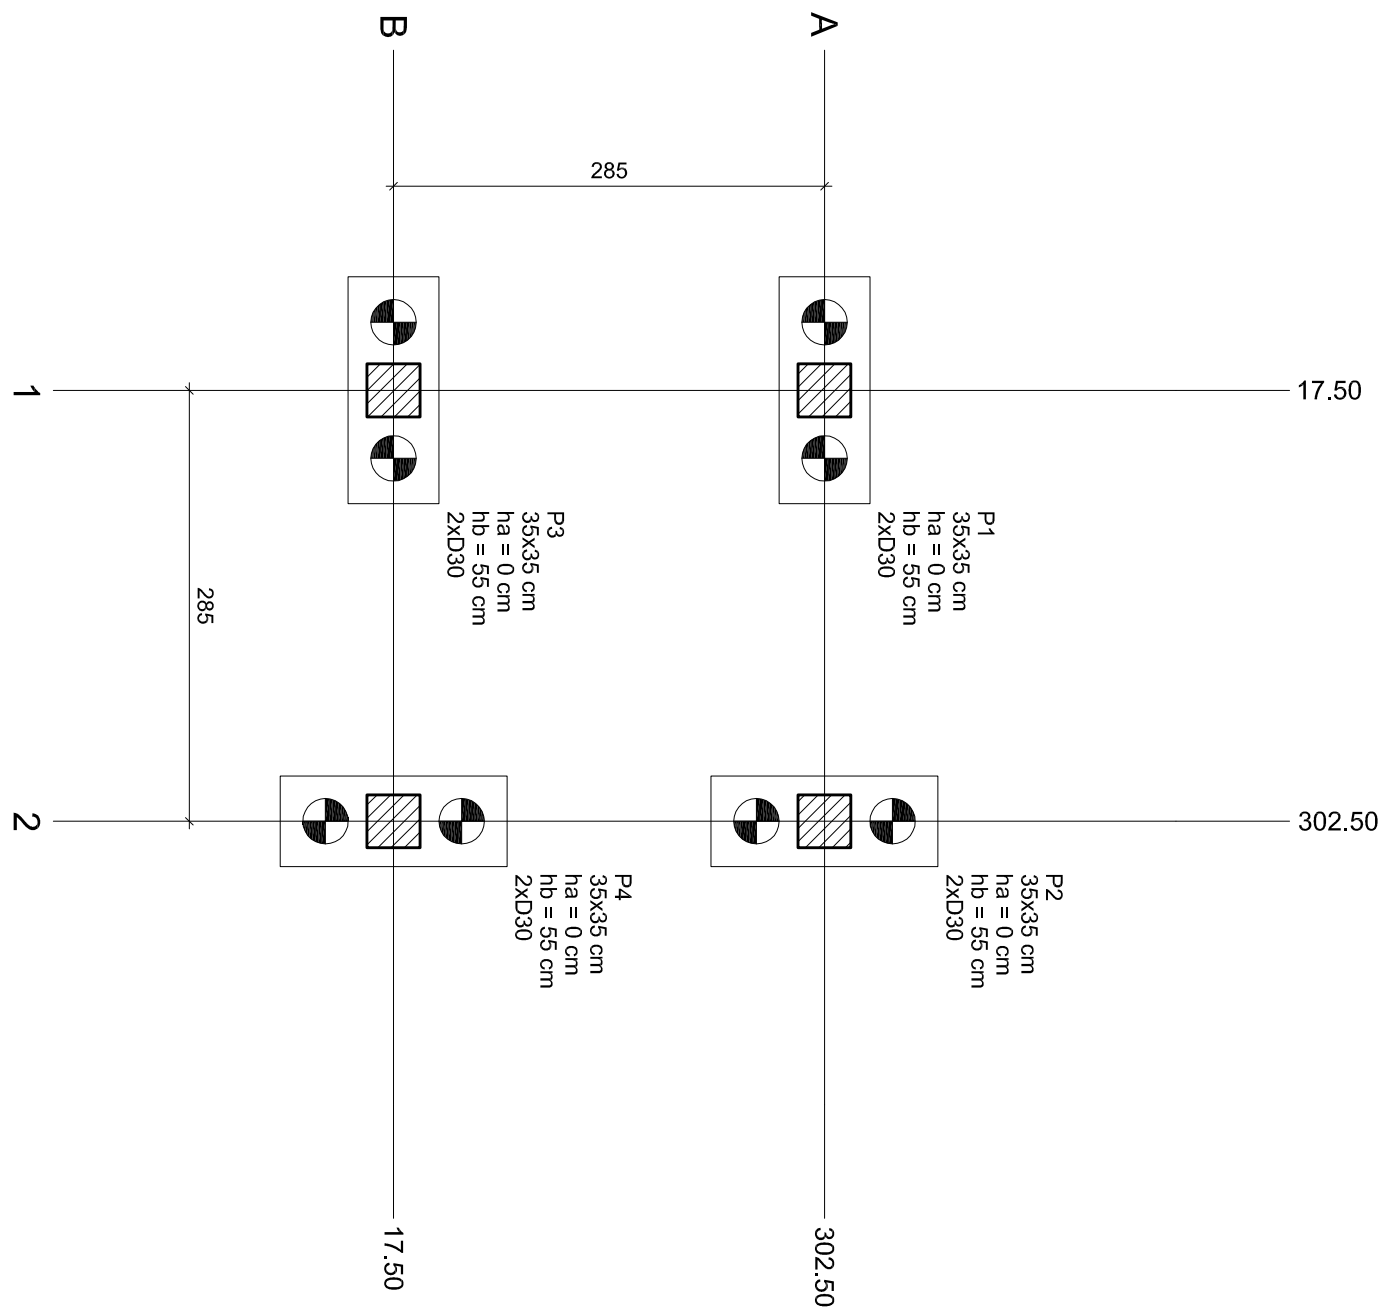 B
A
285
17.50
1
P3
35x35 cm
ha = 0 cm
hb = 55 cm
2xD30
P1
35x35 cm
ha = 0 cm
hb = 55 cm
2xD30
285
302.50
2
P4
35x35 cm
ha = 0 cm
hb = 55 cm
2xD30
P2
35x35 cm
ha = 0 cm
hb = 55 cm
2xD30
17.50
302.50